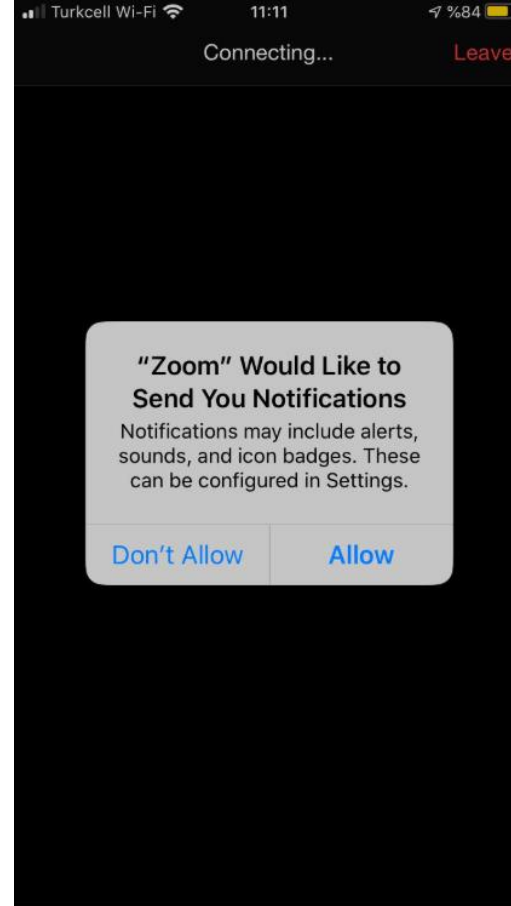 Turkcell Wi-Fi 11:11 %84
Connecting... Leave
“Zoom” Would Like to
Send You Notifications
Notifications may include alerts,
sounds, and icon badges. These
can be configured in Settings.
Don’t Allow Allow